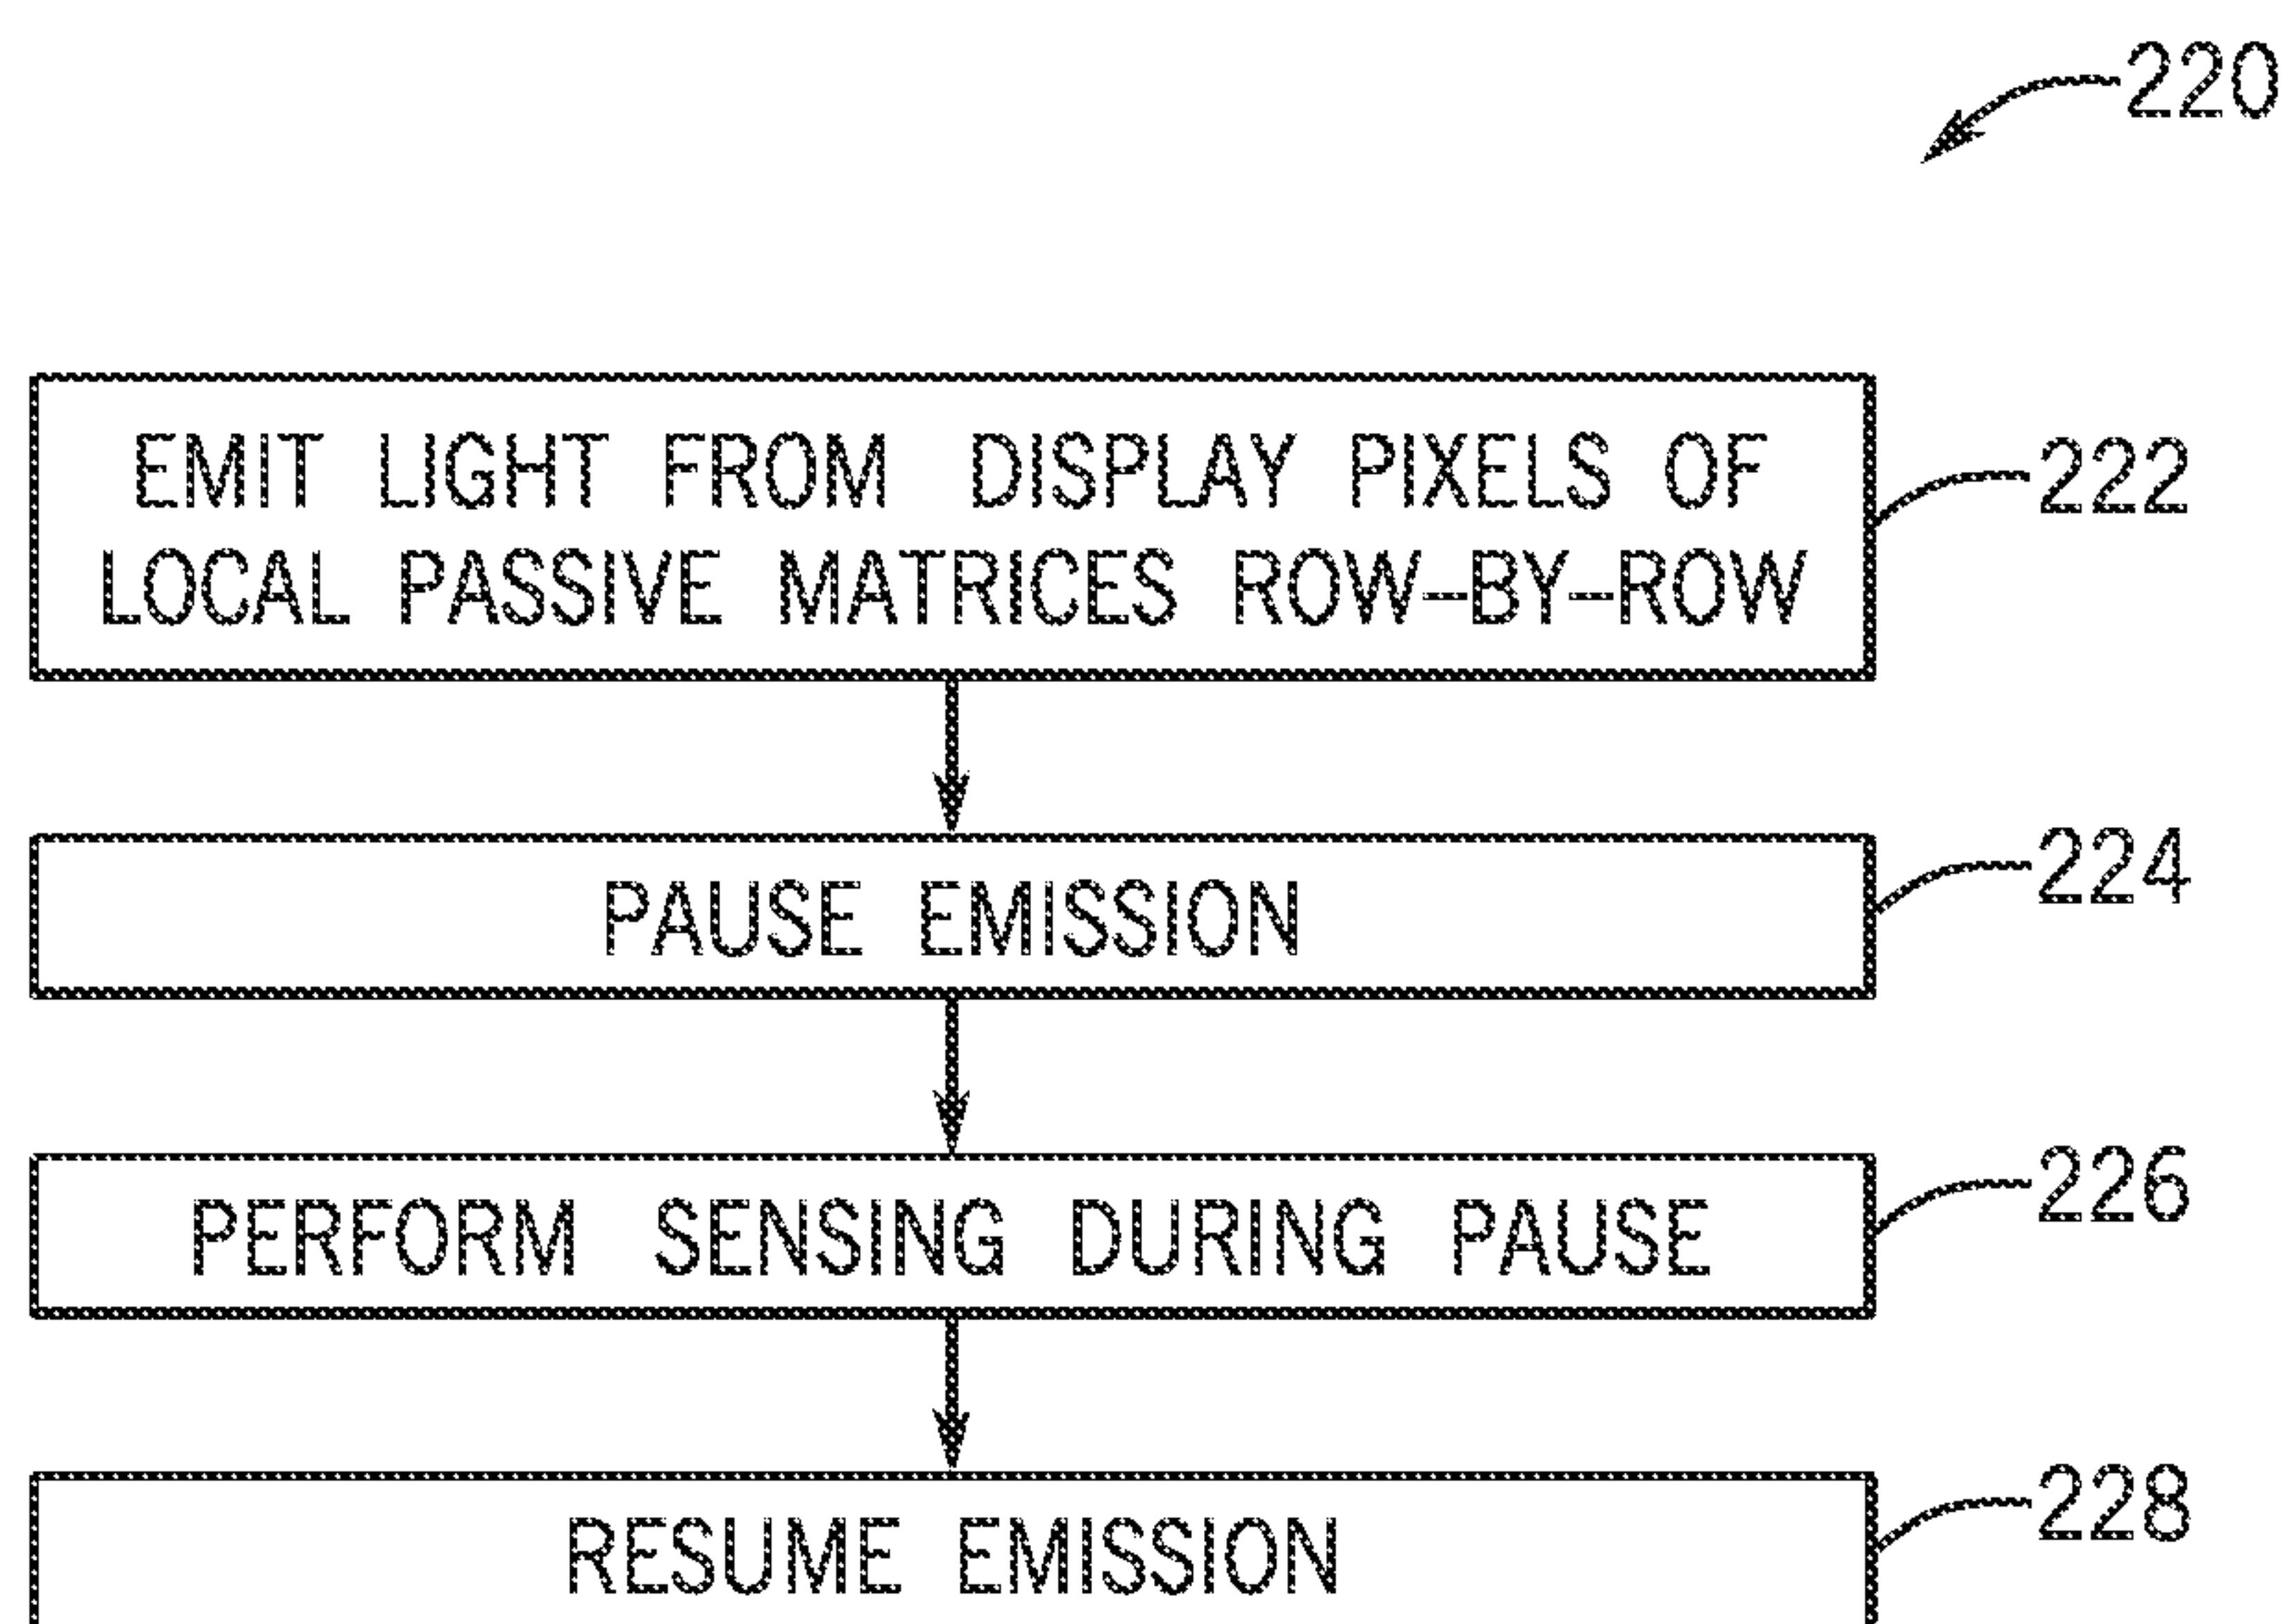 220
EMIT LIGHT FROM DISPLAY PIXELS OF
LOCAL PASSIVE MATRICES ROW-BY-ROW
222
PAUSE EMISSION
224
PERFORM SENSING DURING PAUSE
226
RESUME EMISSION
228